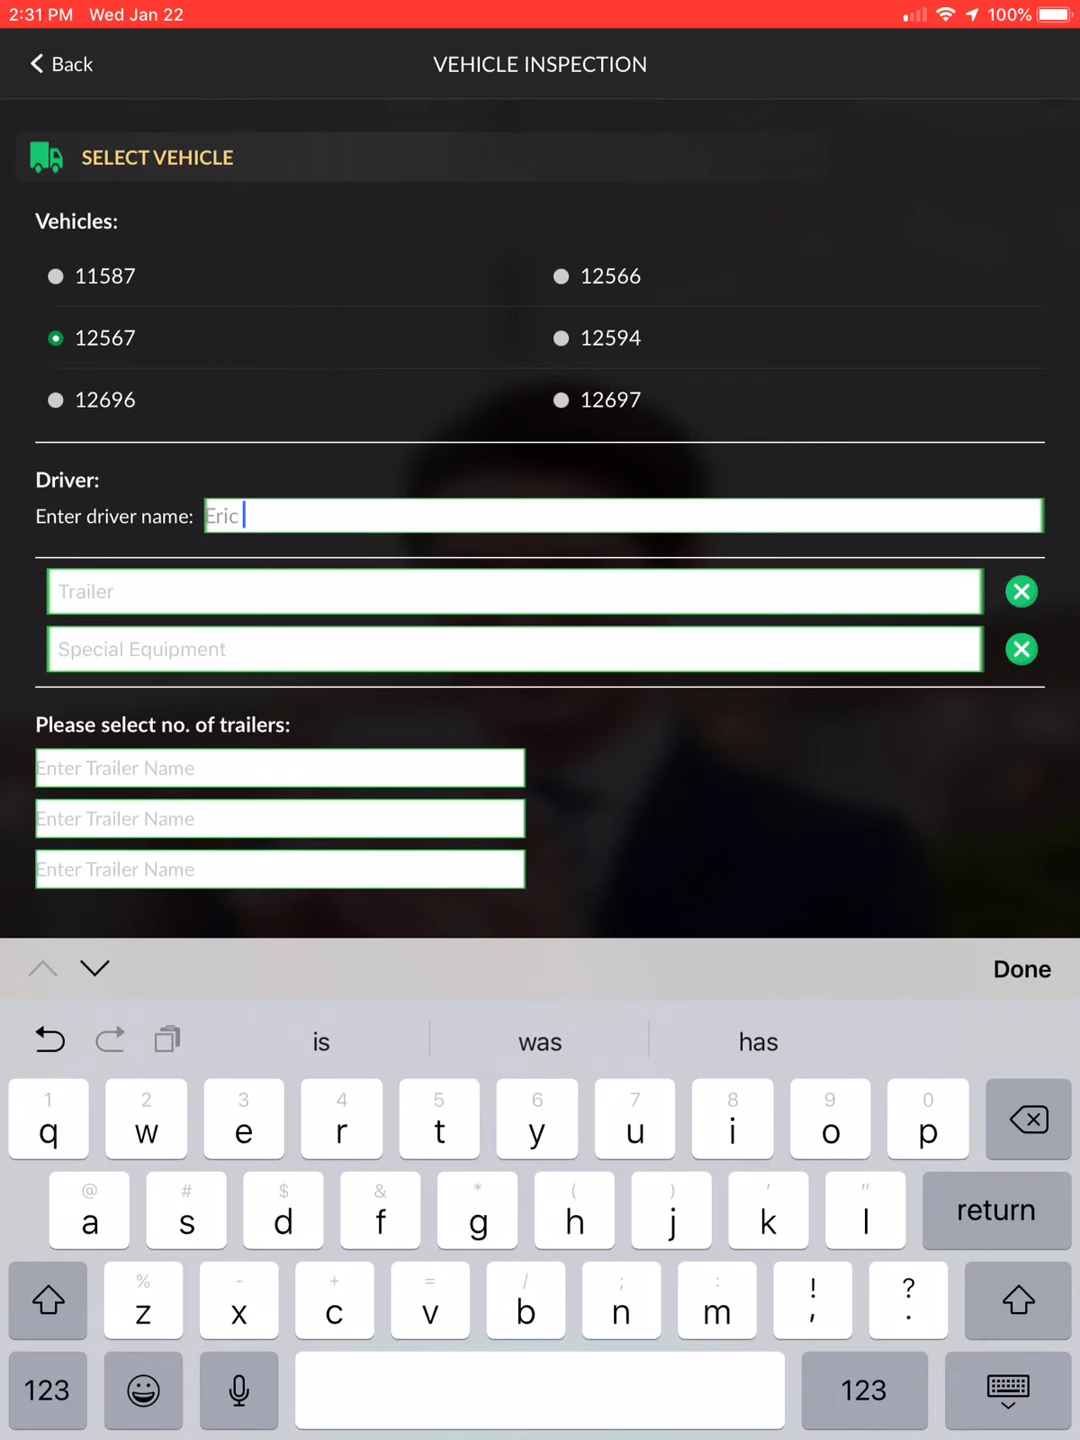 2:31 PM Wed Jan 22 100%
Back VEHICLE INSPECTION
SELECT VEHICLE
Vehicles:
11587 12566
12567 12594
12696 12697
Driver:
Enter driver name: Eric
Trailer
Special Equipment
Please select no. of trailers:
Enter Trailer Name
Enter Trailer Name
Enter Trailer Name
Done
is was has
1 2 3 4 5 6 7 8 9 0
q w e r t y u i o p
@ # $ & * ( ) ' "
a s d f g h j k l return
% - + = / ; : ! ?
z x c v b n m , .
123 123